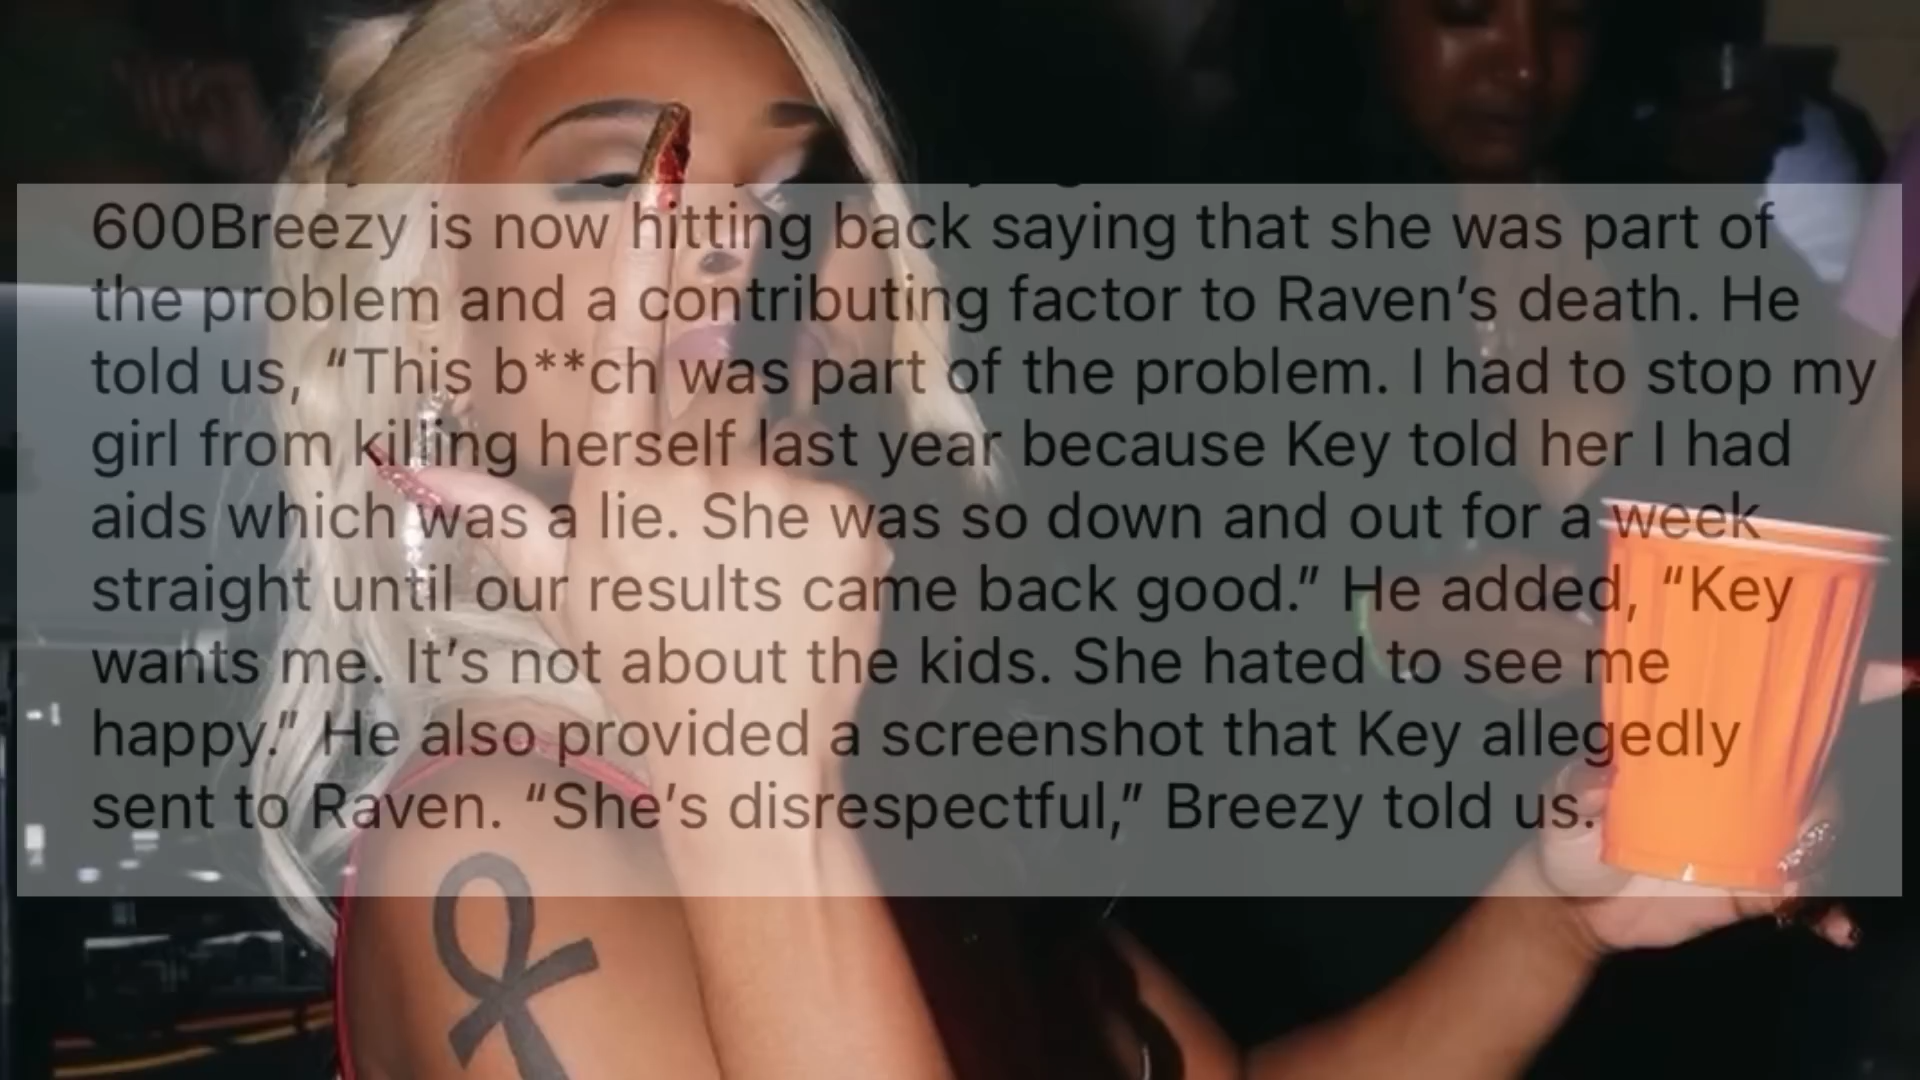 600Breezy is now hitting back saying that she was part of
the problem and a contributing factor to Raven’s death. He
told us, “This b**ch was part of the problem. I had to stop my
girl from killing herself last year because Key told her I had
aids which was a lie. She was so down and out for a week
straight until our results came back good.” He added, “Key
wants me. It’s not about the kids. She hated to see me
happy.” He also provided a screenshot that Key allegedly
sent to Raven. “She’s disrespectful,” Breezy told us.